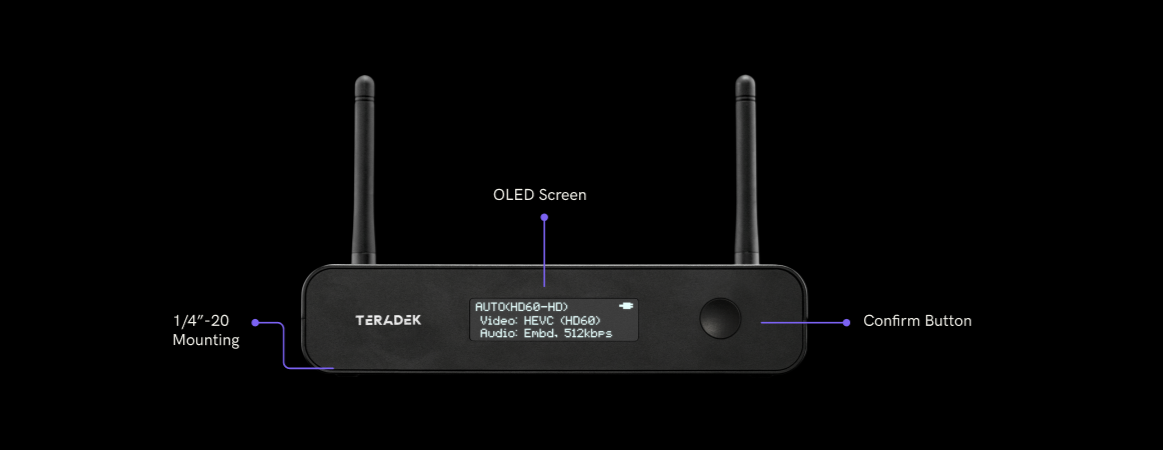 OLED Screen
AUTO(HD60-HD)
Video: HEVC (HD60)
Audio: Embd, 512kbps
TERADEK
1/4”-20
Mounting
Confirm Button